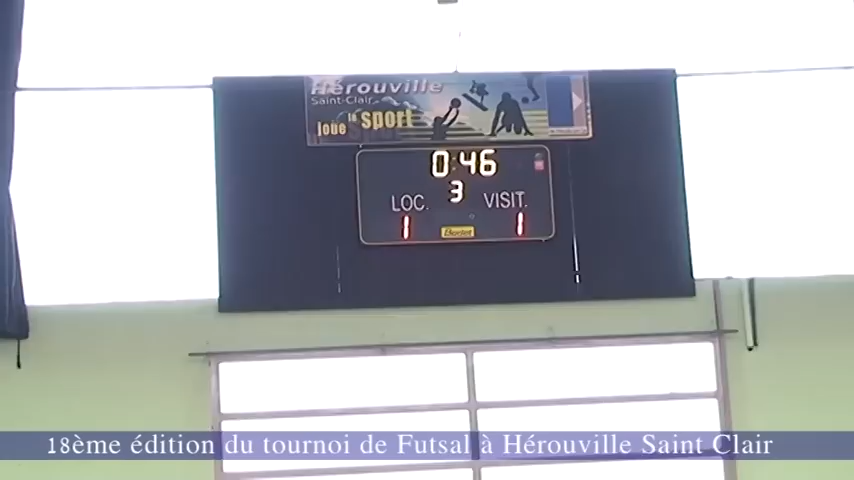 Hérouville
Saint-Clair
joue le sport
0:46
3
LOC. VISIT.
1 1
Bodet
18ème édition du tournoi de Futsal à Hérouville Saint Clair